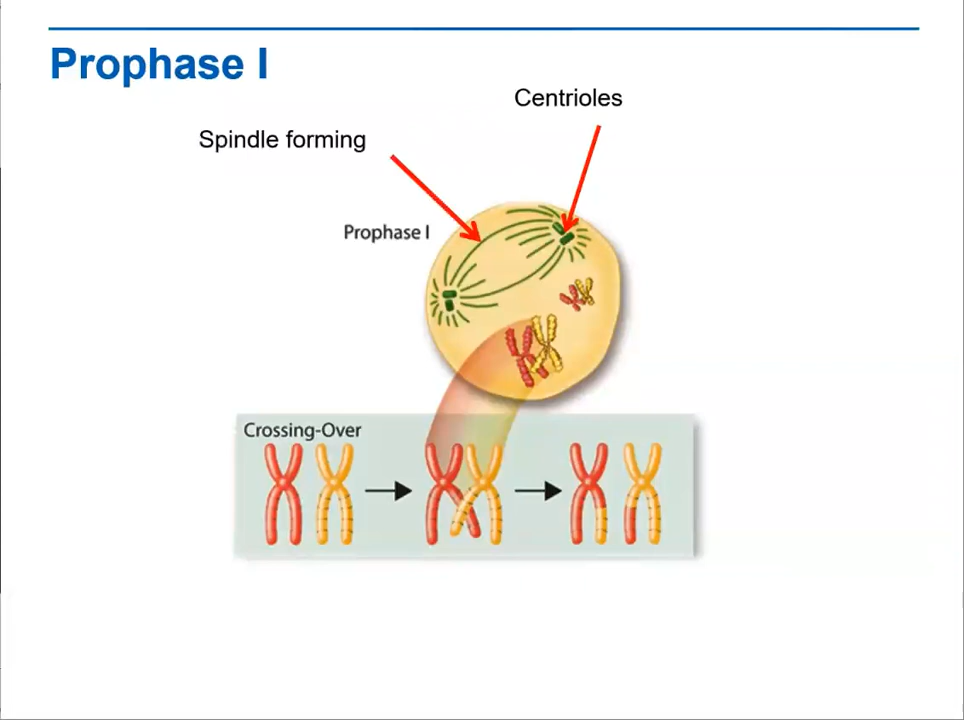 Prophase I
Centrioles
Spindle forming
Prophase I
Crossing-Over